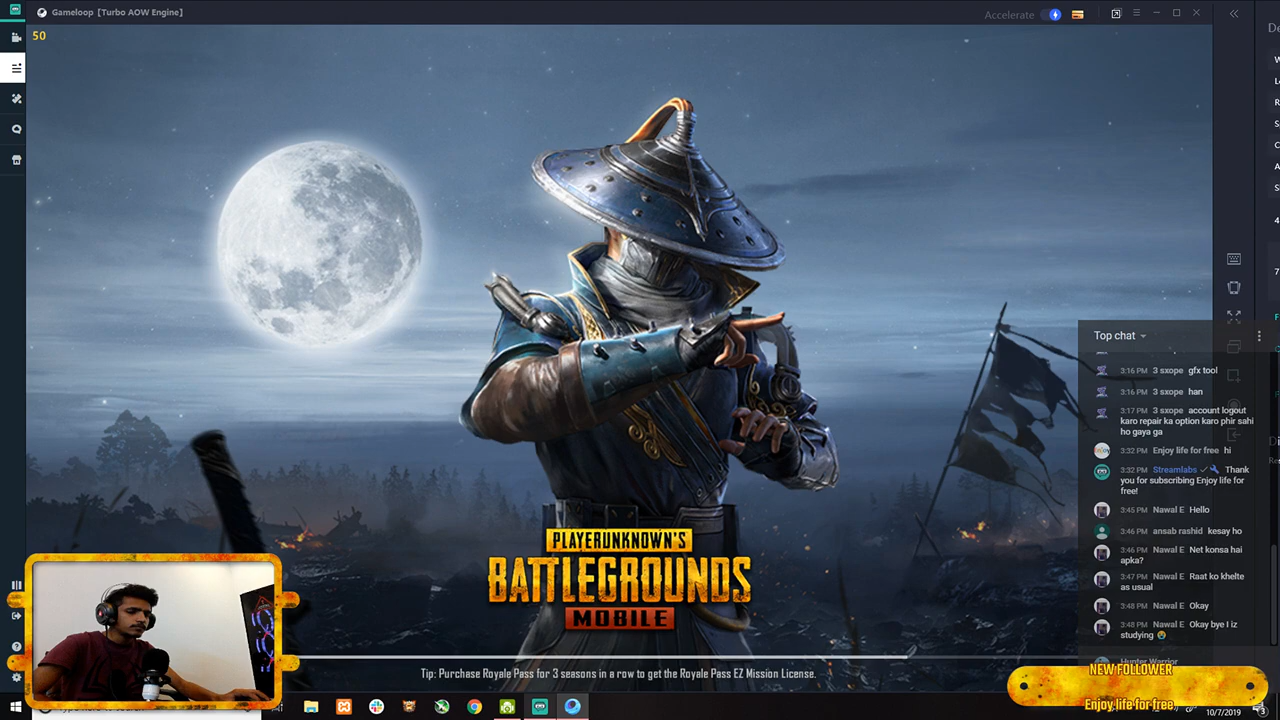 Gameloop [Turbo AOW Engine]
Accelerate
50
Top chat
3:16 PM 3 sxope gfx tool
3:16 PM 3 sxope han
3:17 PM 3 sxope account logout
karo repair ka option karo phir sahi
ho gaya ga
3:32 PM Enjoy life for free hi
3:32 PM Streamlabs Thank
you for subscribing Enjoy life for
free!
3:45 PM Nawal E Hello
3:46 PM ansab rashid kesay ho
3:46 PM Nawal E Net konsa hai
apka?
3:47 PM Nawal E Raat ko khelte
as usual
3:48 PM Nawal E Okay
3:48 PM Nawal E Okay bye I iz
studying 😭
Hunter Warrior
PLAYERUNKNOWN'S
BATTLEGROUNDS
MOBILE
Tip: Purchase Royale Pass for 3 seasons in a row to get the Royale Pass EZ Mission License.
NEW FOLLOWER
Enjoy life for free.
10/7/2019
3